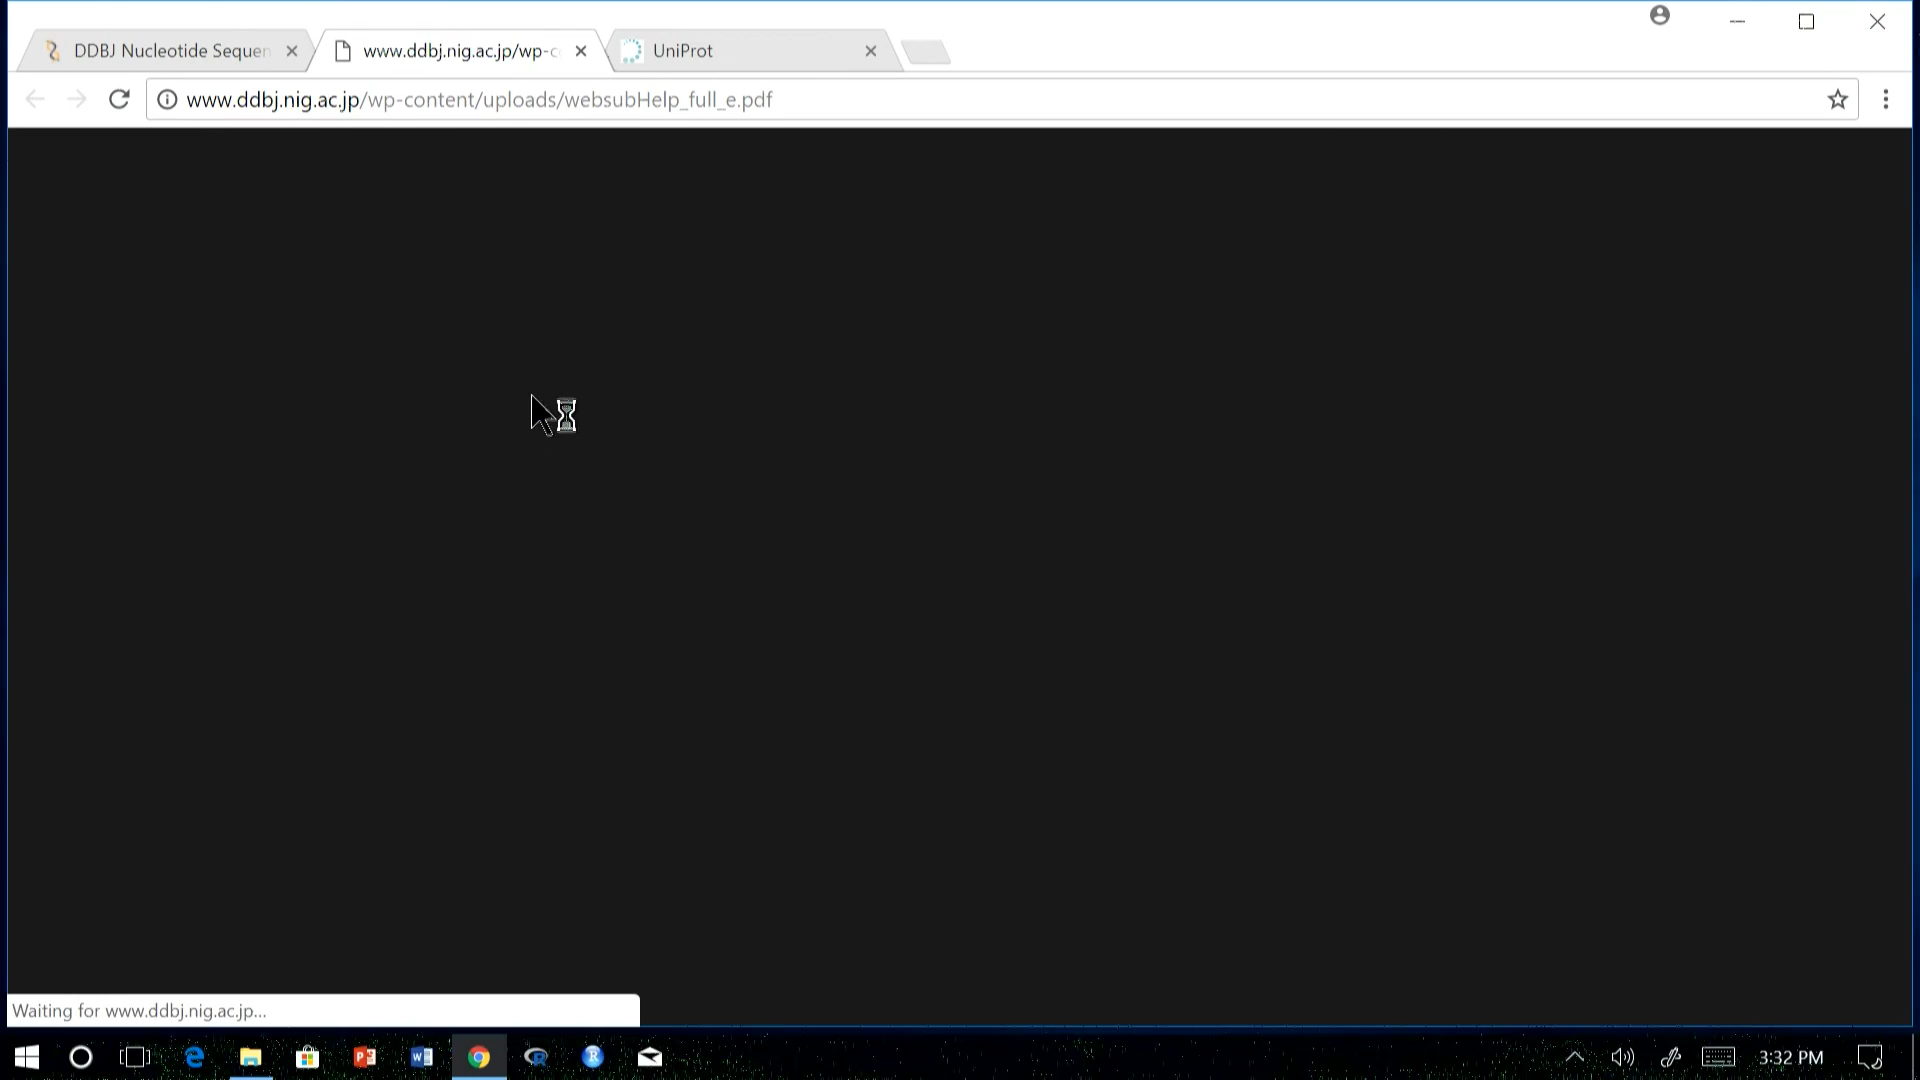 DDBJ Nucleotide Sequen
www.ddbj.nig.ac.jp/wp-c
UniProt
www.ddbj.nig.ac.jp/wp-content/uploads/websubHelp_full_e.pdf
Waiting for www.ddbj.nig.ac.jp...
3:32 PM